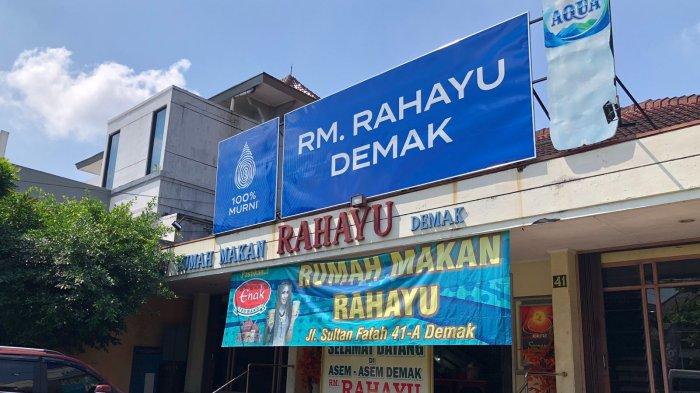 AQUA
RM. RAHAYU
DEMAK
100%
MURNI
RUMAH MAKAN RAHAYU DEMAK
Enak
RUMAH MAKAN
RAHAYU
Jl. Sultan Fatah 41-A Demak
41
SELAMAT DATANG
DI
ASEM - ASEM DEMAK
RM. RAHAYU